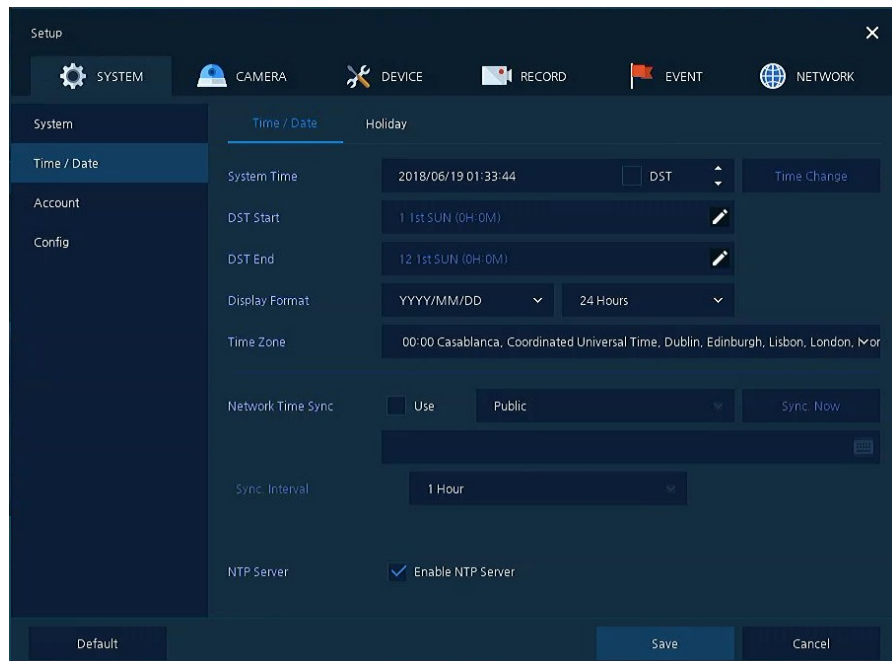 Setup
SYSTEM CAMERA DEVICE RECORD EVENT NETWORK
System
Time / Date
Account
Config
Time / Date Holiday
System Time 2018/06/19 01:33:44 DST Time Change
DST Start 1 1st SUN (0H:0M)
DST End 12 1st SUN (0H:0M)
Display Format YYYY/MM/DD 24 Hours
Time Zone 00:00 Casablanca, Coordinated Universal Time, Dublin, Edinburgh, Lisbon, London,
Network Time Sync Use Public Sync. Now
Sync. Interval 1 Hour
NTP Server Enable NTP Server
Default Save Cancel